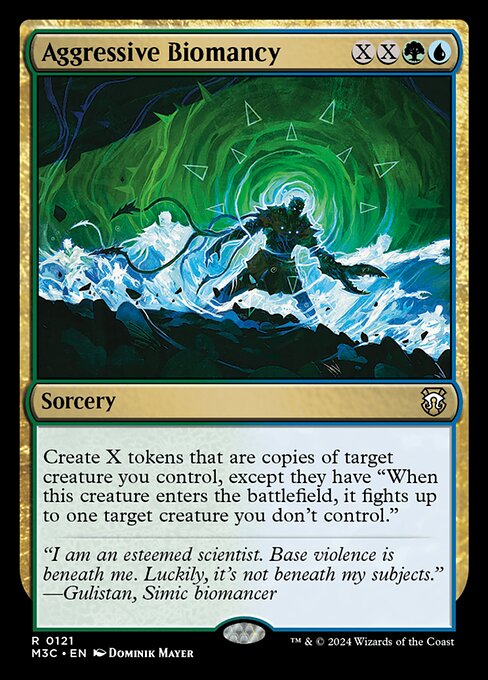 Aggressive Biomancy XXGU
Sorcery
Create X tokens that are copies of target
creature you control, except they have “When
this creature enters the battlefield, it fights up
to one target creature you don’t control.”
“I am an esteemed scientist. Base violence is
beneath me. Luckily, it’s not beneath my subjects.”
—Gulistan, Simic biomancer
R 0121
™ & © 2024 Wizards of the Coast
M3C • EN Dominik Mayer